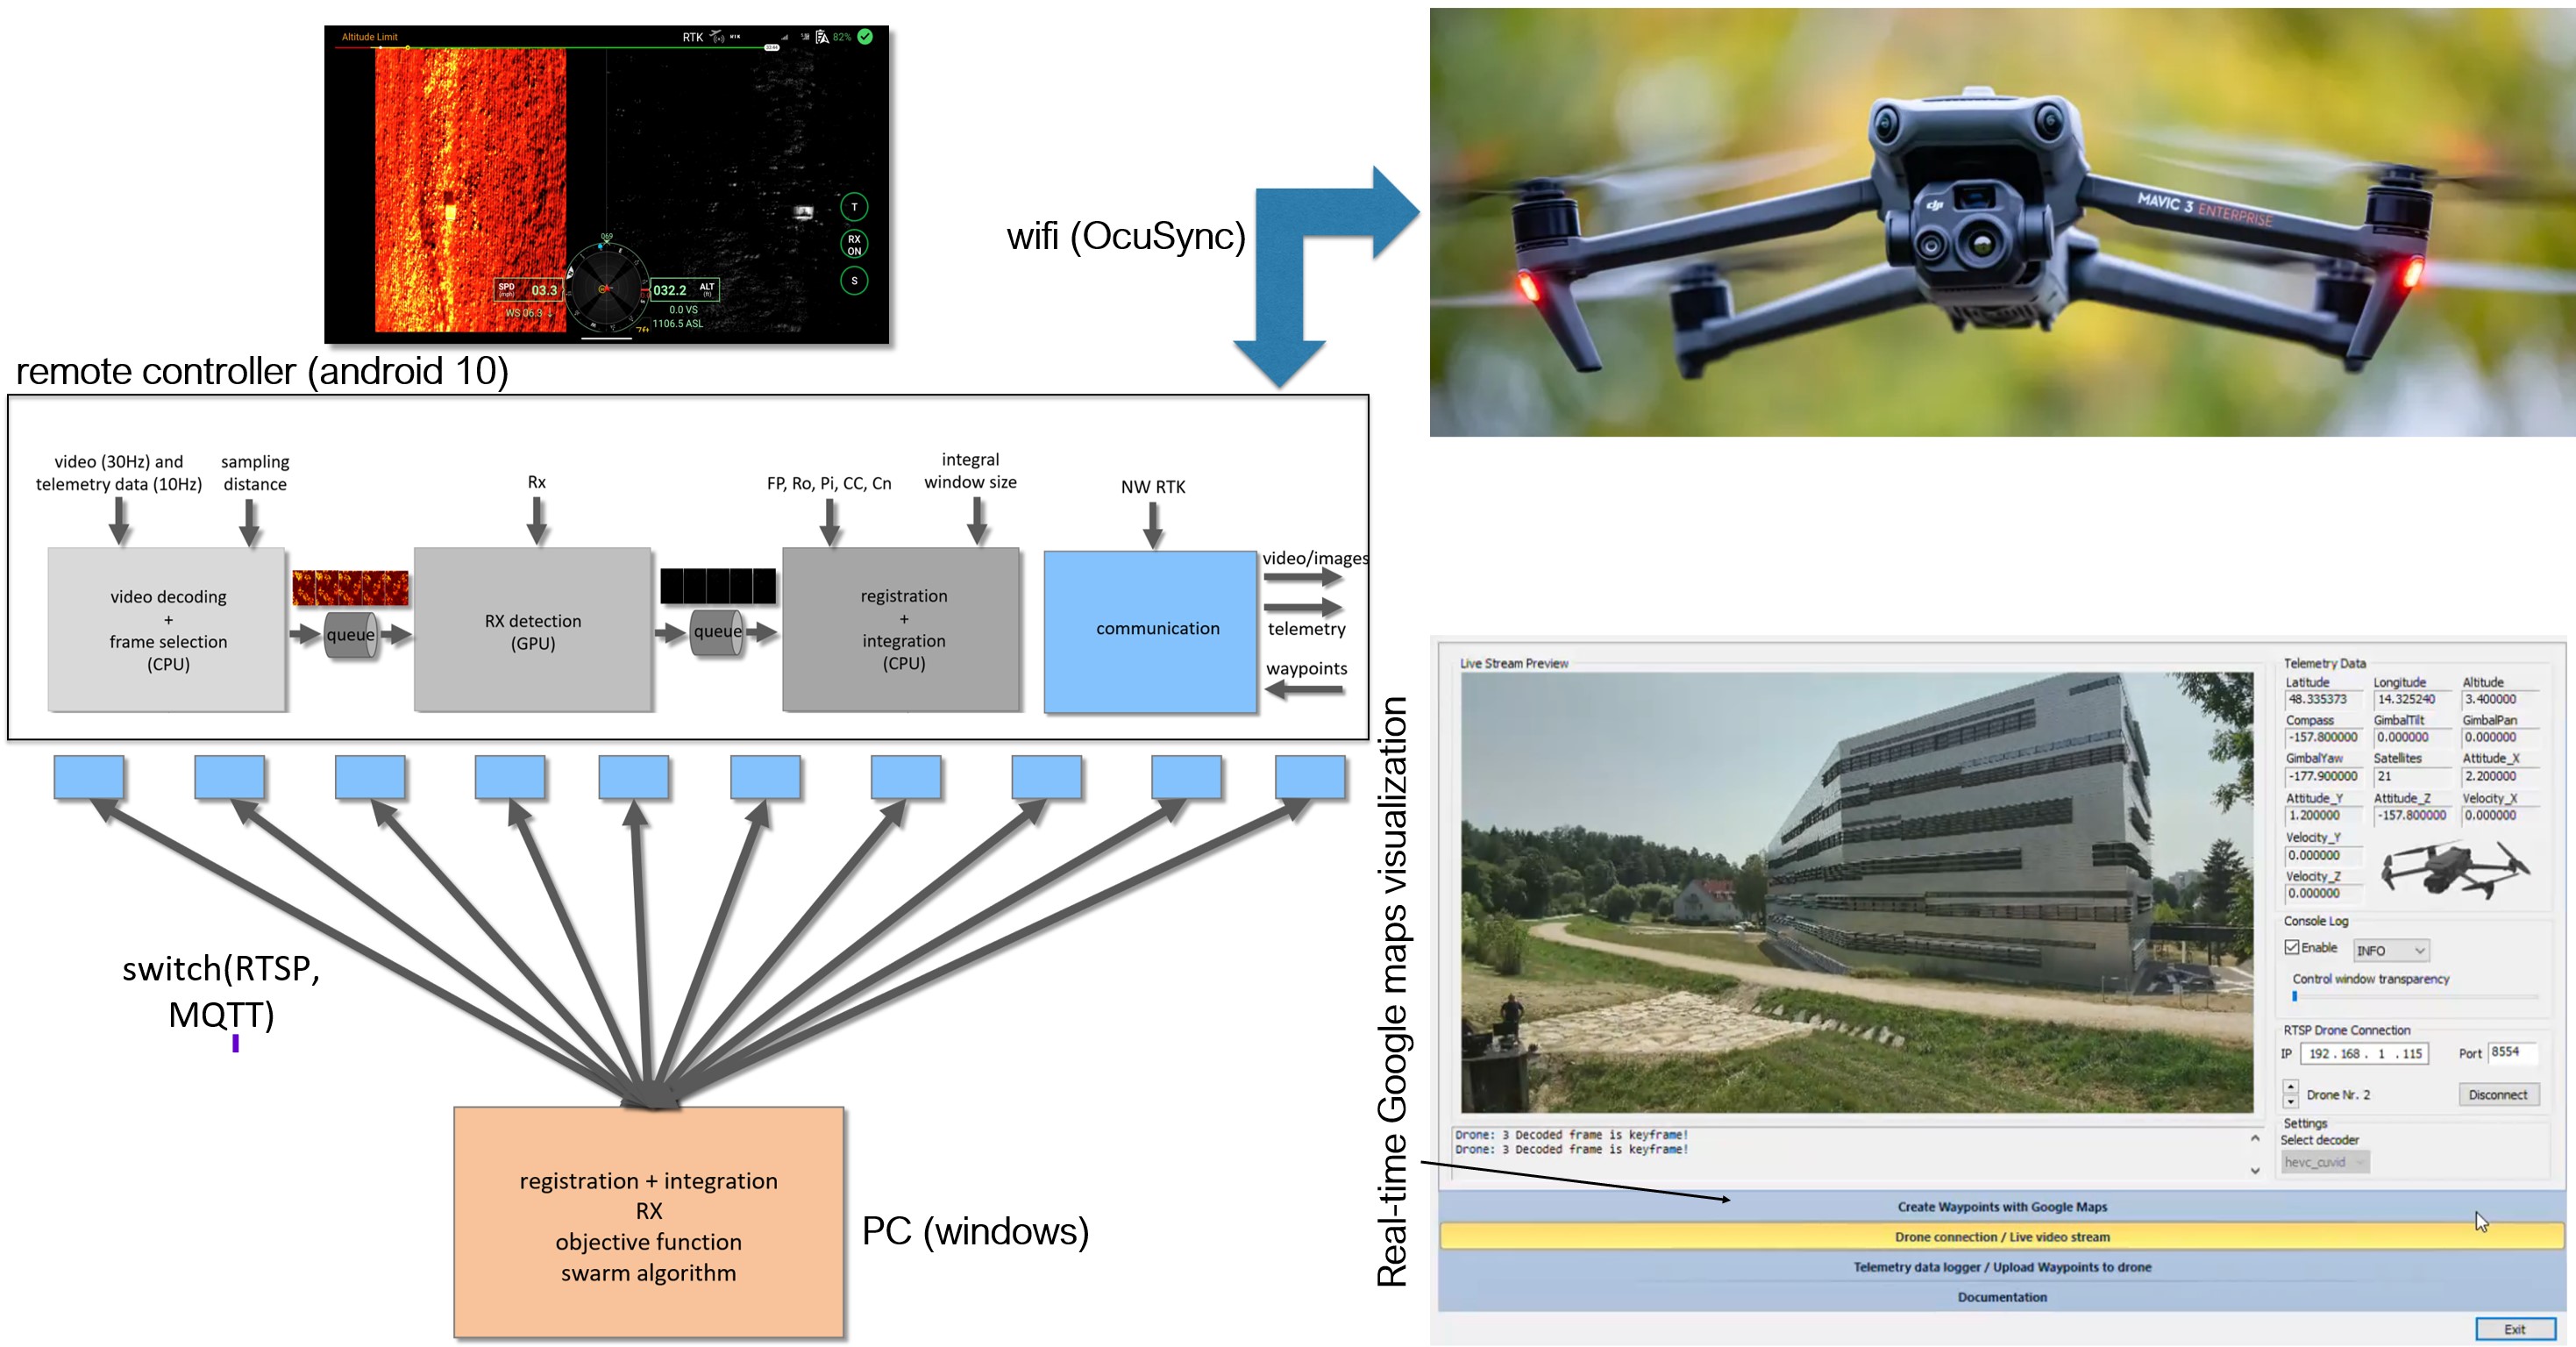 Altitude Limit
RTK
82%
T
RX
ON
S
069
SPD
(mph)
03.3
032.2
ALT
(ft)
WS 06.3
0.0 VS
1106.5 ASL
7ft
wifi (OcuSync)
dji
MAVIC 3 ENTERPRISE
remote controller (android 10)
video (30Hz) and
telemetry data (10Hz)
sampling
distance
Rx
FP, Ro, Pi, CC, Cn
integral
window size
NW RTK
video decoding
+
frame selection
(CPU)
queue
RX detection
(GPU)
queue
registration
+
integration
(CPU)
communication
video/images
telemetry
waypoints
switch(RTSP,
MQTT)
registration + integration
RX
objective function
swarm algorithm
PC (windows)
Real-time Google maps visualization
Live Stream Preview
Telemetry Data
Latitude Longitude Altitude
48.335373 14.325240 3.400000
Compass GimbalTilt GimbalPan
-157.800000 0.000000 0.000000
GimbalYaw Satellites Attitude_X
-177.900000 21 2.200000
Attitude_Y Attitude_Z Velocity_X
1.200000 -157.800000 0.000000
Velocity_Y
0.000000
Velocity_Z
0.000000
Console Log
Enable INFO
Control window transparency
RTSP Drone Connection
IP 192 . 168 . 1 . 115 Port 8554
Drone Nr. 2 Disconnect
Settings
Select decoder
hevc_cuvid
Drone: 3 Decoded frame is keyframe!
Drone: 3 Decoded frame is keyframe!
Create Waypoints with Google Maps
Drone connection / Live video stream
Telemetry data logger / Upload Waypoints to drone
Documentation
Exit